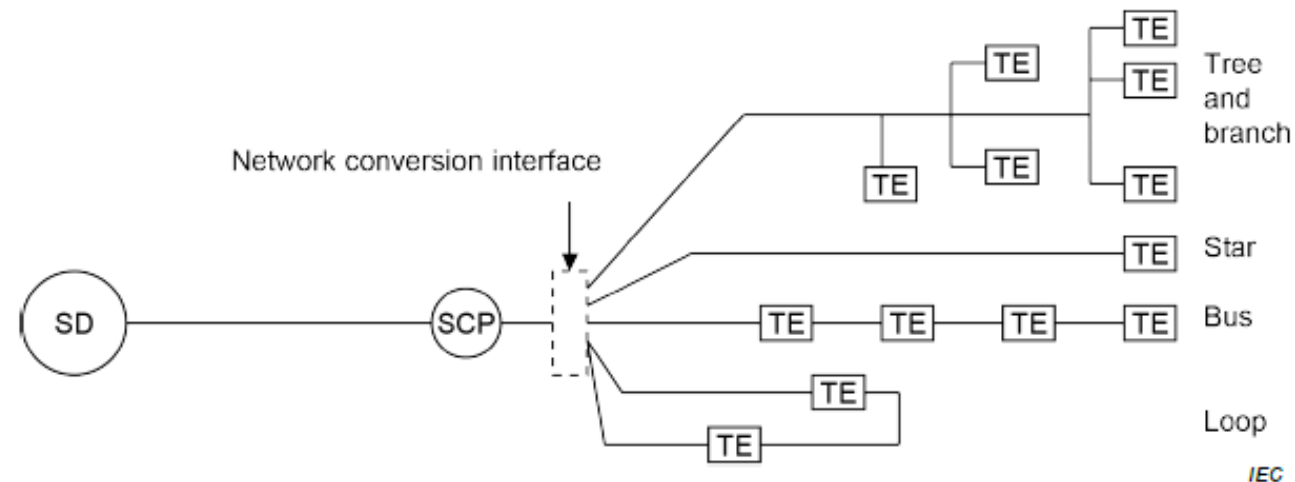 TE
TE
Tree
TE
and
branch
Network conversion interface
TE
TE
TE
TE
Star
SD
SCP
TE
TE
TE
TE
Bus
TE
Loop
TE
IEC